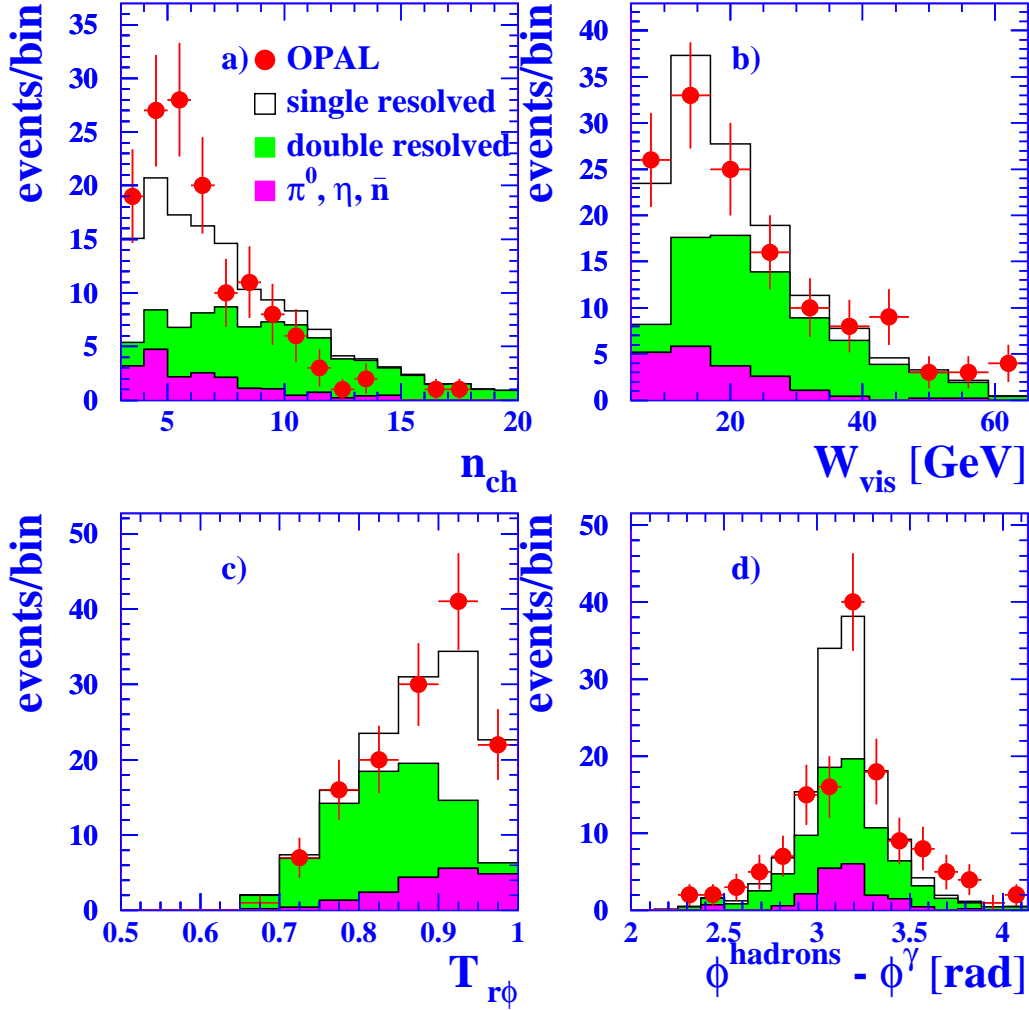 events/bin
a)
OPAL
single resolved
double resolved
π⁰, η, n̄
0
5
10
15
20
25
30
35
5
10
15
20
n_ch
events/bin
b)
0
5
10
15
20
25
30
35
40
20
40
60
W_vis [GeV]
events/bin
c)
0
10
20
30
40
50
0.5
0.6
0.7
0.8
0.9
1
T_rϕ
events/bin
d)
0
10
20
30
40
50
2
2.5
3
3.5
4
ϕ^hadrons - ϕ^γ [rad]